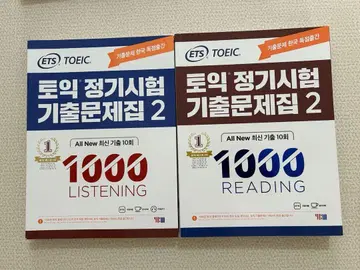 ETS TOEIC
기출문제 한국 독점출간
토익 정기시험
기출문제집 2
All New 최신 기출 10회
1000
LISTENING
YBM
ETS TOEIC
기출문제 한국 독점출간
토익 정기시험
기출문제집 2
All New 최신 기출 10회
1000
READING
YBM